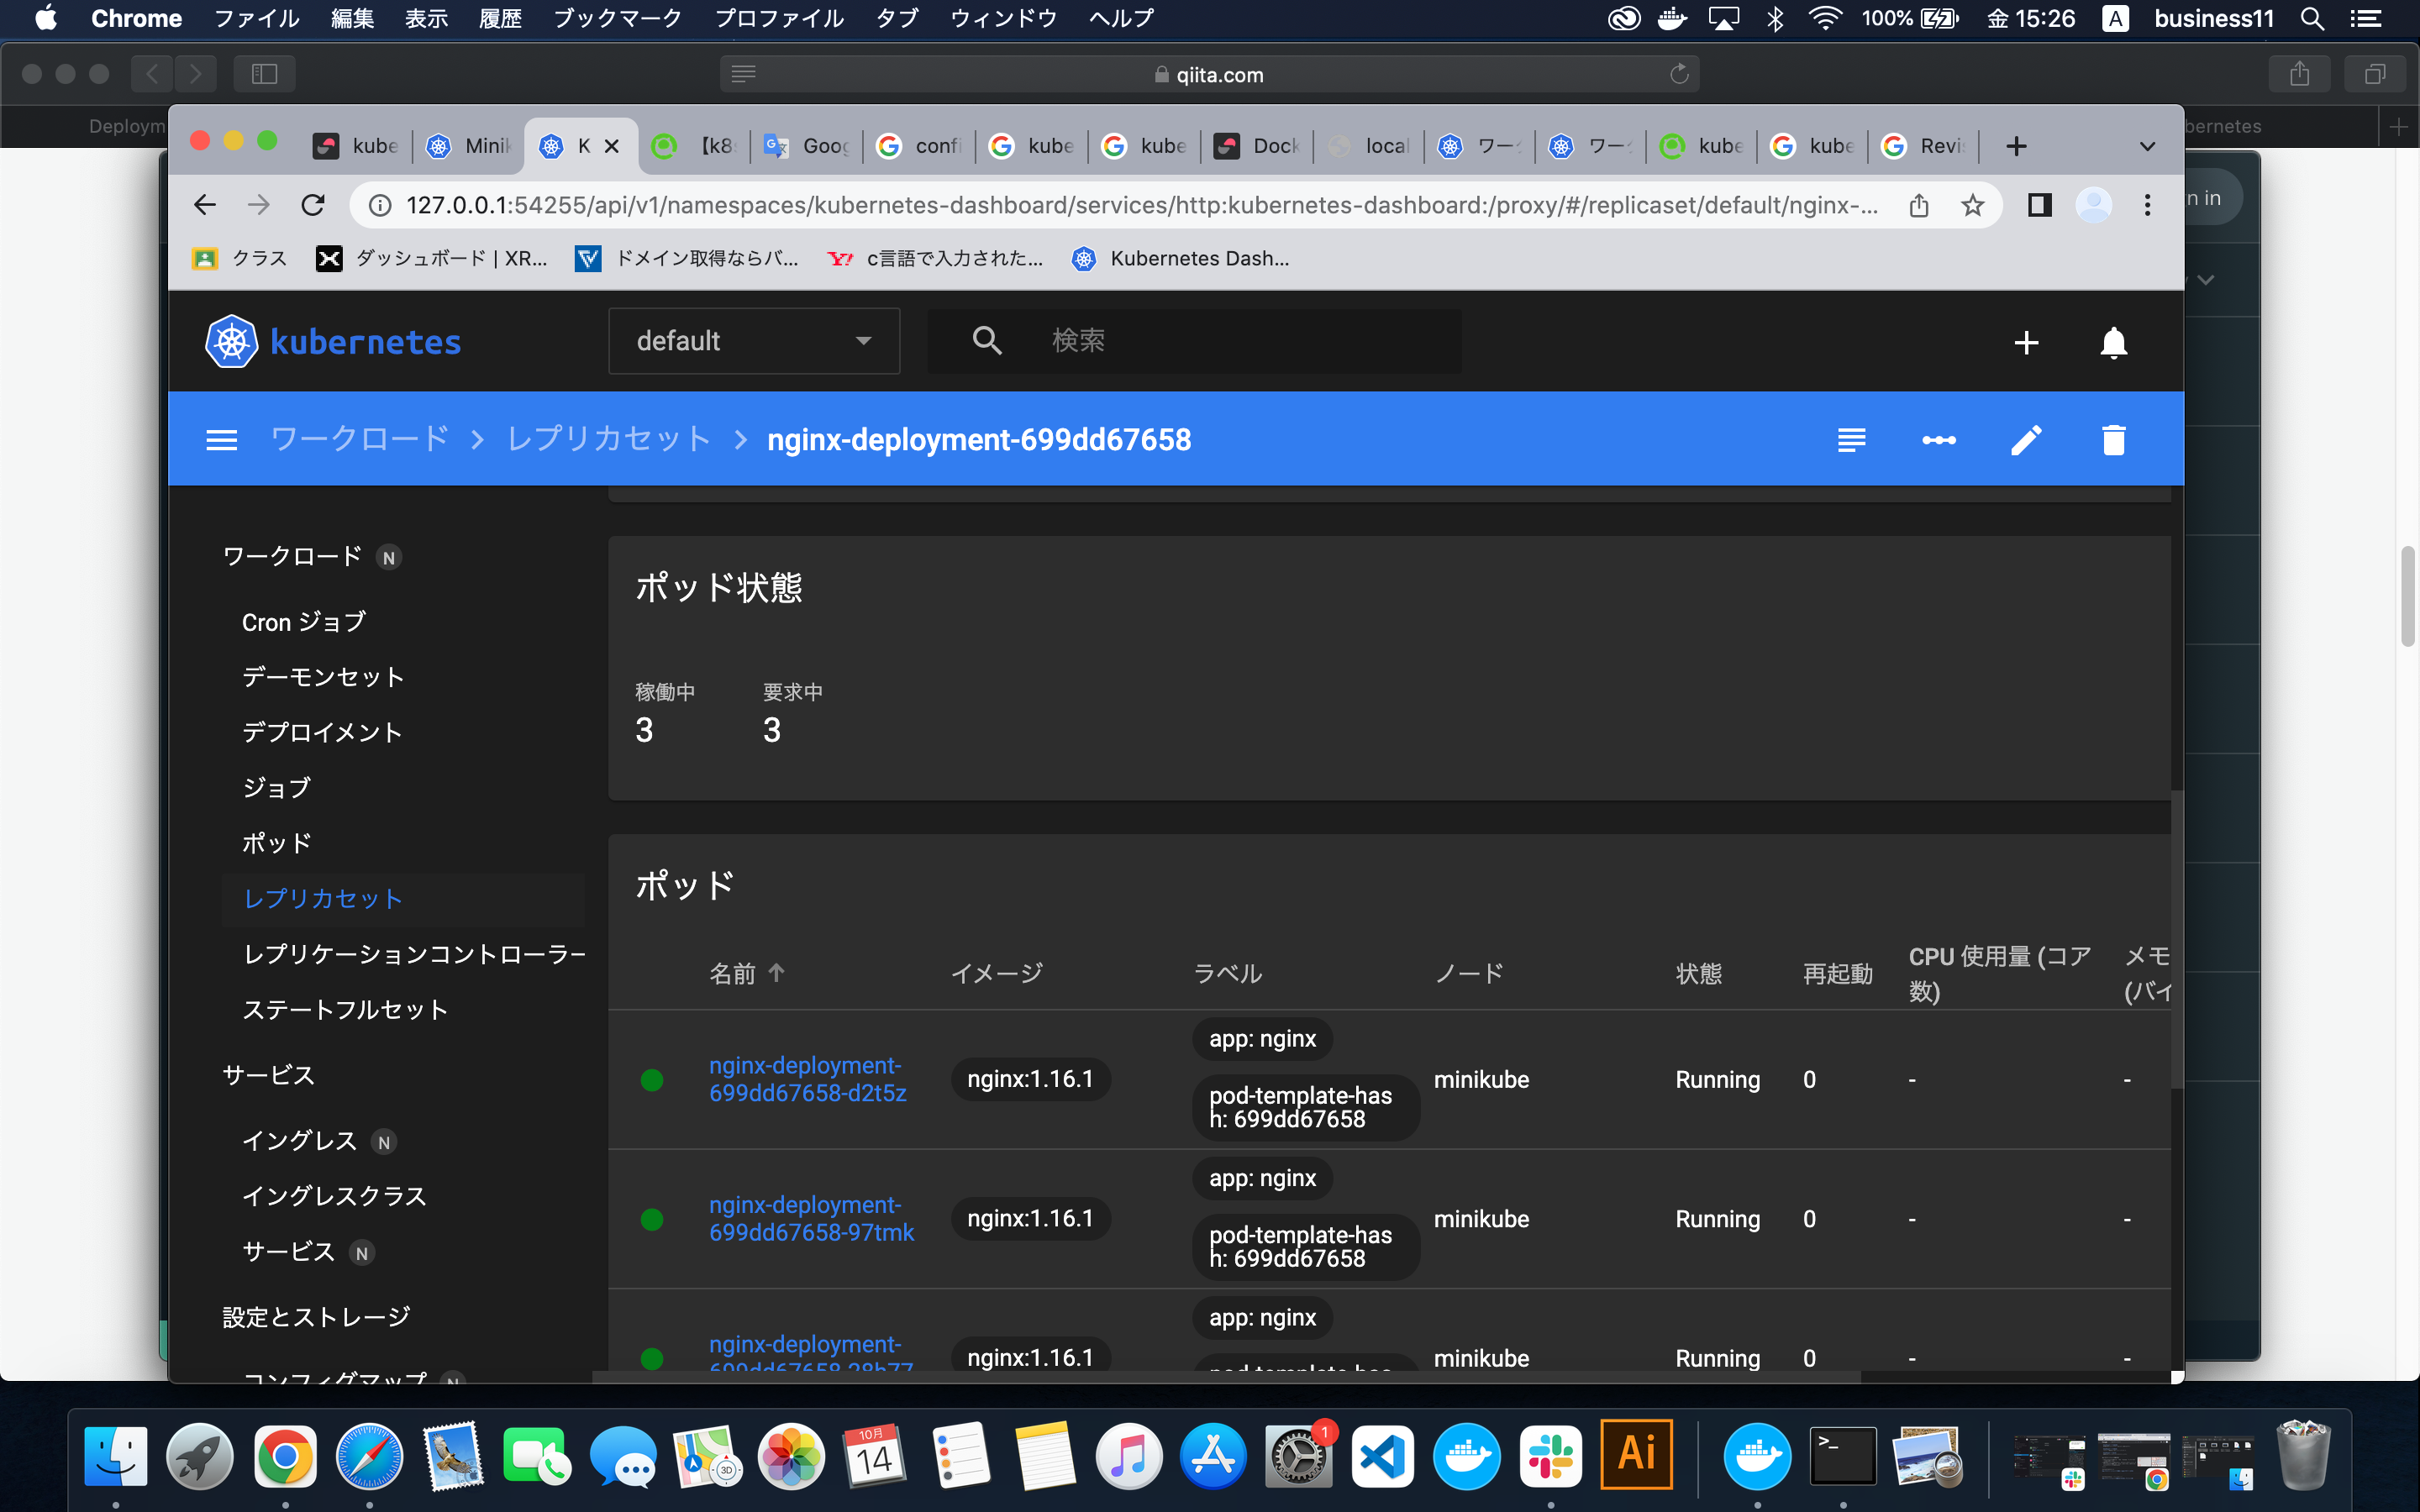 Chrome ファイル 編集 表示 履歴 ブックマーク プロファイル タブ ウィンドウ ヘルプ 100% 金 15:26 A business11
qiita.com
Deploym
bernetes
kube Minik K 【k8 Goog confi kube kube Dock local ワー ワー kube kube Revi
127.0.0.1:54255/api/v1/namespaces/kubernetes-dashboard/services/http:kubernetes-dashboard:/proxy/#/replicaset/default/nginx-...
n in
クラス ダッシュボード | XR... ドメイン取得ならバ... Y! c言語で入力された... Kubernetes Dash...
kubernetes default 検索
ワークロード > レプリカセット > nginx-deployment-699dd67658
ワークロード N
Cron ジョブ
デーモンセット
デプロイメント
ジョブ
ポッド
レプリカセット
レプリケーションコントローラー
ステートフルセット
サービス
イングレス N
イングレスクラス
サービス N
設定とストレージ
コンフィグマップ N
ポッド状態
稼働中 要求中
3 3
ポッド
名前 イメージ ラベル ノード 状態 再起動 CPU 使用量 (コア メモ
数) (バイ
nginx-deployment-699dd67658-d2t5z nginx:1.16.1 app: nginx minikube Running 0 - -
pod-template-has
h: 699dd67658
nginx-deployment-699dd67658-97tmk nginx:1.16.1 app: nginx minikube Running 0 - -
pod-template-has
h: 699dd67658
nginx-deployment-699dd67658-28h77 nginx:1.16.1 app: nginx minikube Running 0 - -
pod-template-has
10月
14
3D
1
Ai
>_